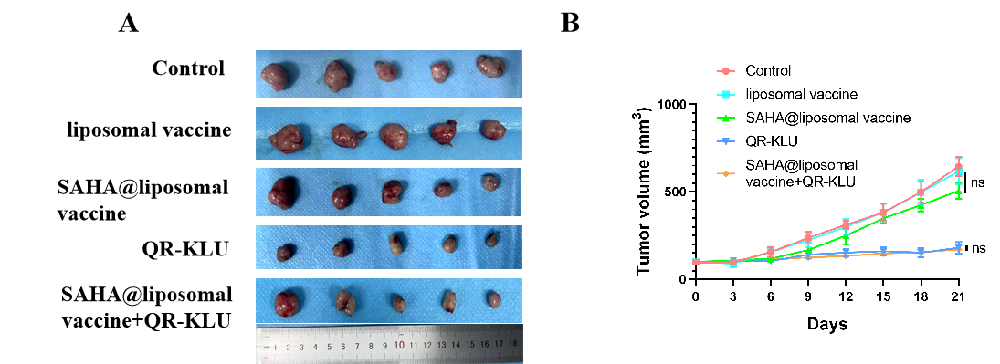 A
Control
liposomal vaccine
SAHA@liposomal
vaccine
QR-KLU
SAHA@liposomal
vaccine+QR-KLU
1 2 3 4 5 6 7 8 9 10 11 12 13 14 15 16 17 18
B
Control
liposomal vaccine
SAHA@liposomal vaccine
QR-KLU
SAHA@liposomal
vaccine+QR-KLU
Tumor volume (mm³)
1000
500
0
ns
ns
0 3 6 9 12 15 18 21
Days